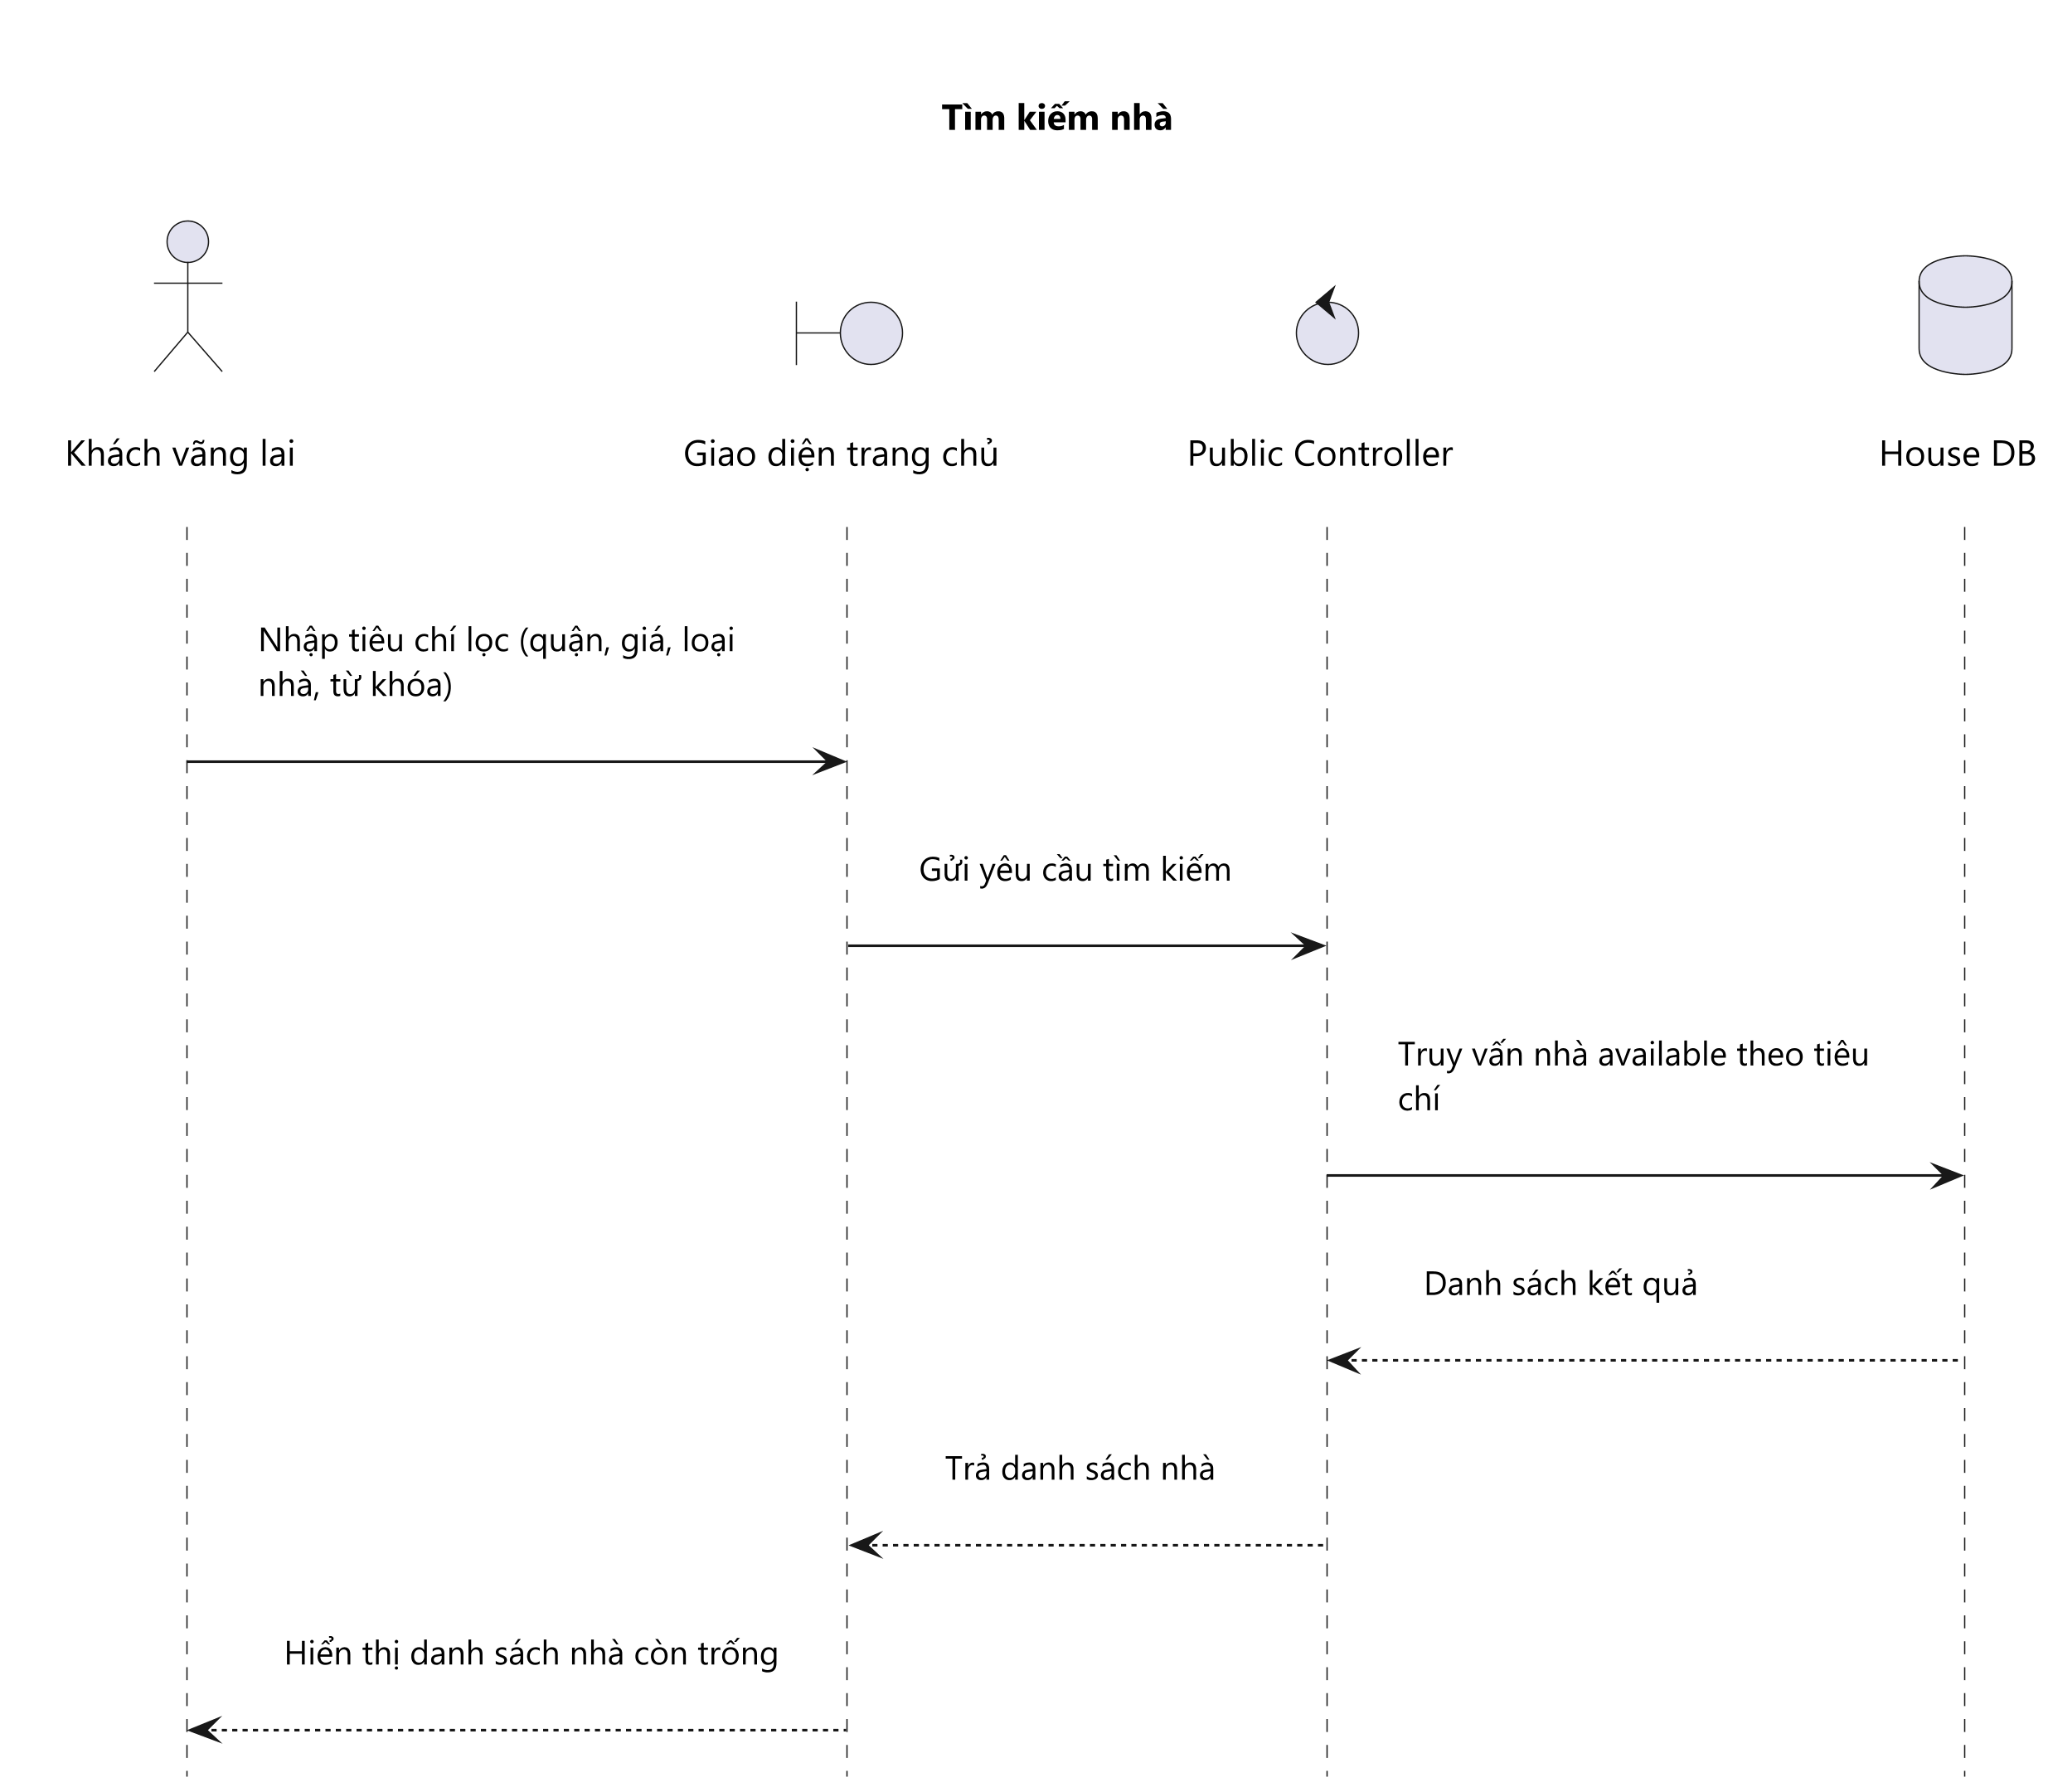 Tìm kiếm nhà
Khách vãng lai
Giao diện trang chủ
Public Controller
House DB
Nhập tiêu chí lọc (quận, giá, loại
nhà, từ khóa)
Gửi yêu cầu tìm kiếm
Truy vấn nhà available theo tiêu
chí
Danh sách kết quả
Trả danh sách nhà
Hiển thị danh sách nhà còn trống